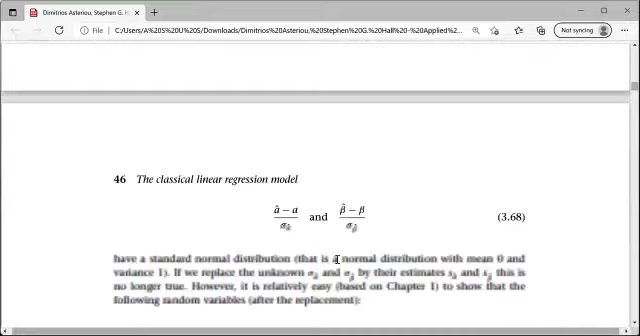 Dimitrios Asteriou, Stephen G. H
File
C:/Users/A%20S%20U%20S/Downloads/Dimitrios%20Asteriou,%20Stephen%20G.%20Hall%20-%20Applied%2...
Not syncing
46 The classical linear regression model
(â − a)/σ_â and (β̂ − β)/σ_β̂ (3.68)
have a standard normal distribution (that is a normal distribution with mean 0 and
variance 1). If we replace the unknown σ_â and σ_β̂ by their estimates s_â and s_β̂ this is
no longer true. However, it is relatively easy (based on Chapter 1) to show that the
following random variables (after the replacement):